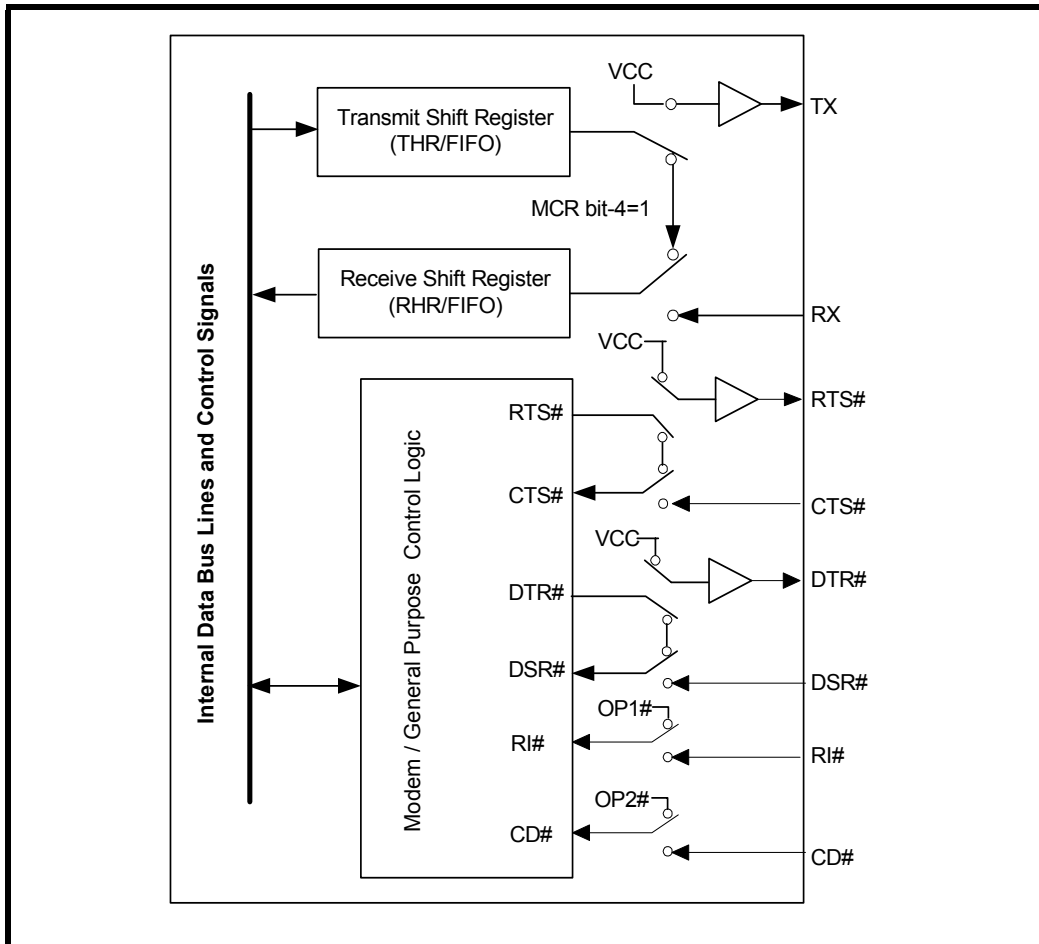 VCC
TX
Transmit Shift Register
(THR/FIFO)
MCR bit-4=1
Receive Shift Register
(RHR/FIFO)
RX
VCC
RTS#
RTS#
CTS#
CTS#
VCC
DTR#
DTR#
DSR#
DSR#
OP1#
RI#
RI#
OP2#
CD#
CD#
Internal Data Bus Lines and Control Signals
Modem / General Purpose Control Logic